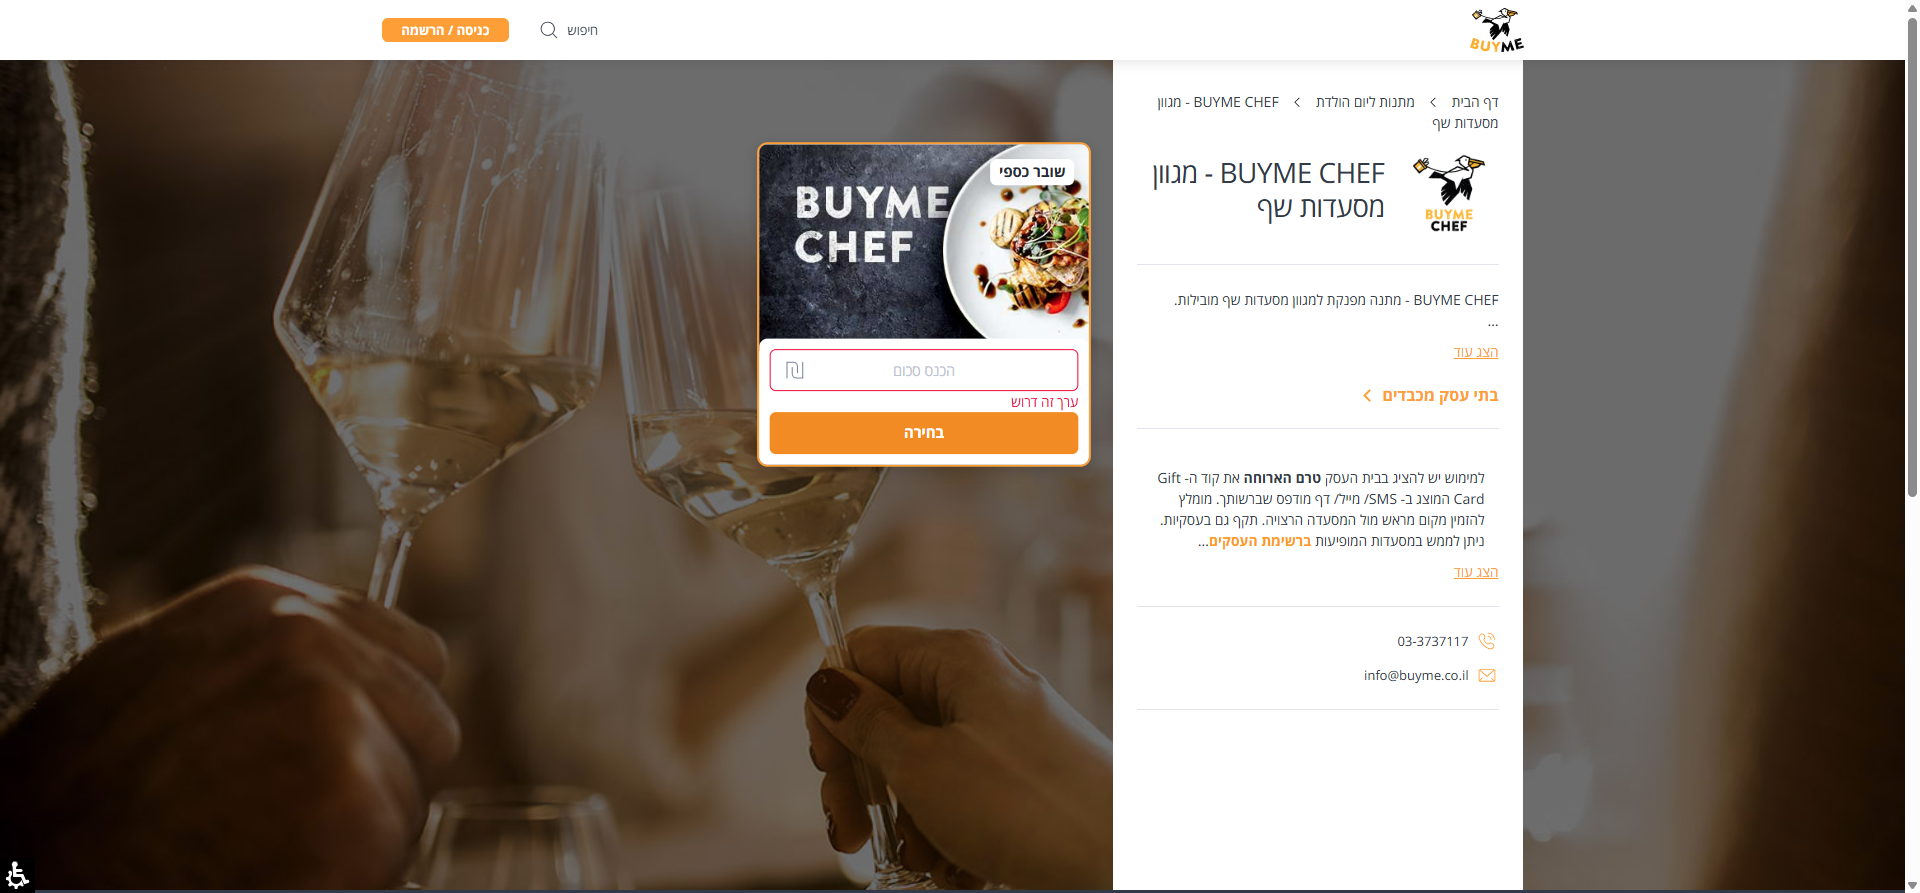 BUYME
חיפוש
כניסה / הרשמה
דף הבית > מתנות ליום הולדת > BUYME CHEF - מגוון
מסעדות שף
BUYME
CHEF
BUYME CHEF - מגוון
מסעדות שף
BUYME CHEF - מתנה מפנקת למגוון מסעדות שף מובילות.
...
הצג עוד
בתי עסק מכבדים
למימוש יש להציג בבית העסק טרם הארוחה את קוד ה- Gift
Card המוצג ב- SMS/ מייל/ דף מודפס שברשותך. מומלץ
להזמין מקום מראש מול המסעדה הרצויה. תקף גם בעסקיות.
ניתן לממש במסעדות המופיעות ברשימת העסקים...
הצג עוד
03-3737117
info@buyme.co.il
שובר כספי
BUYME
CHEF
הכנס סכום
₪
ערך זה דרוש
בחירה